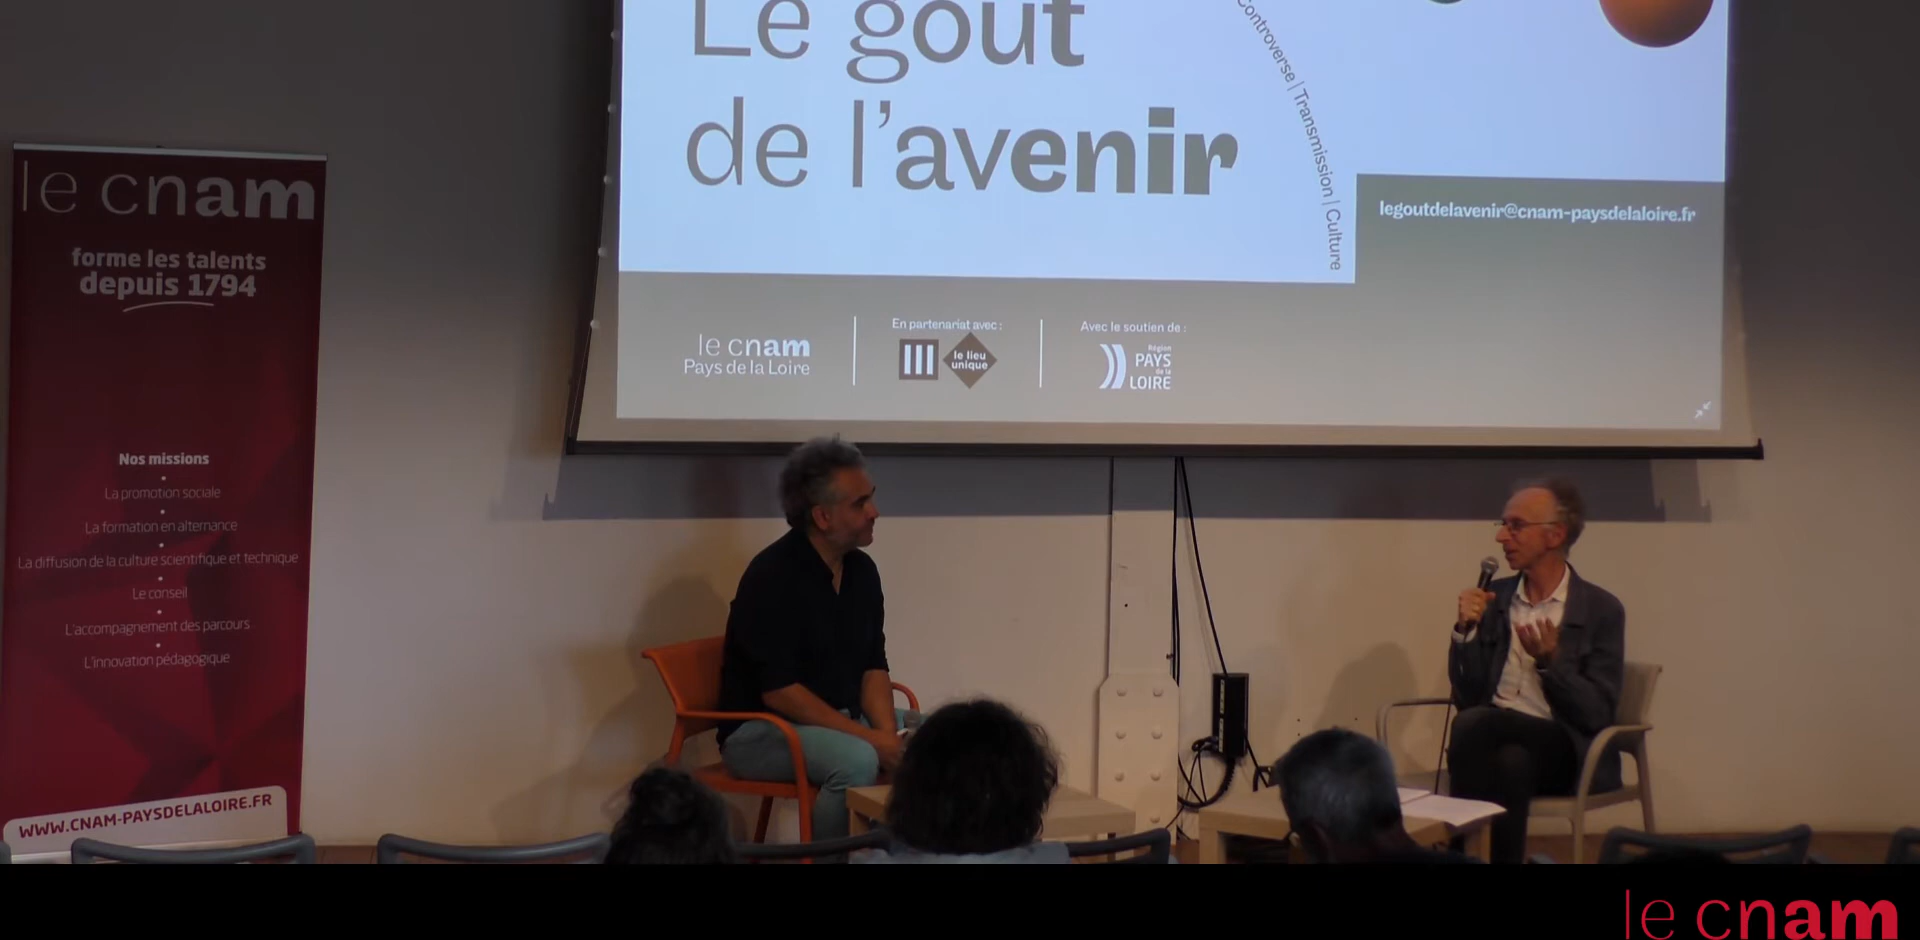 Le goût
de l'avenir
Controverse | Transmission | Culture
legoutdelavenir@cnam-paysdelaloire.fr
le cnam
Pays de la Loire
En partenariat avec :
le lieu
unique
Avec le soutien de :
Région
PAYS
de la
LOIRE
le cnam
forme les talents
depuis 1794
Nos missions
La promotion sociale
La formation en alternance
La diffusion de la culture scientifique et technique
Le conseil
L'accompagnement des parcours
L'innovation pédagogique
WWW.CNAM-PAYSDELALOIRE.FR
le cnam